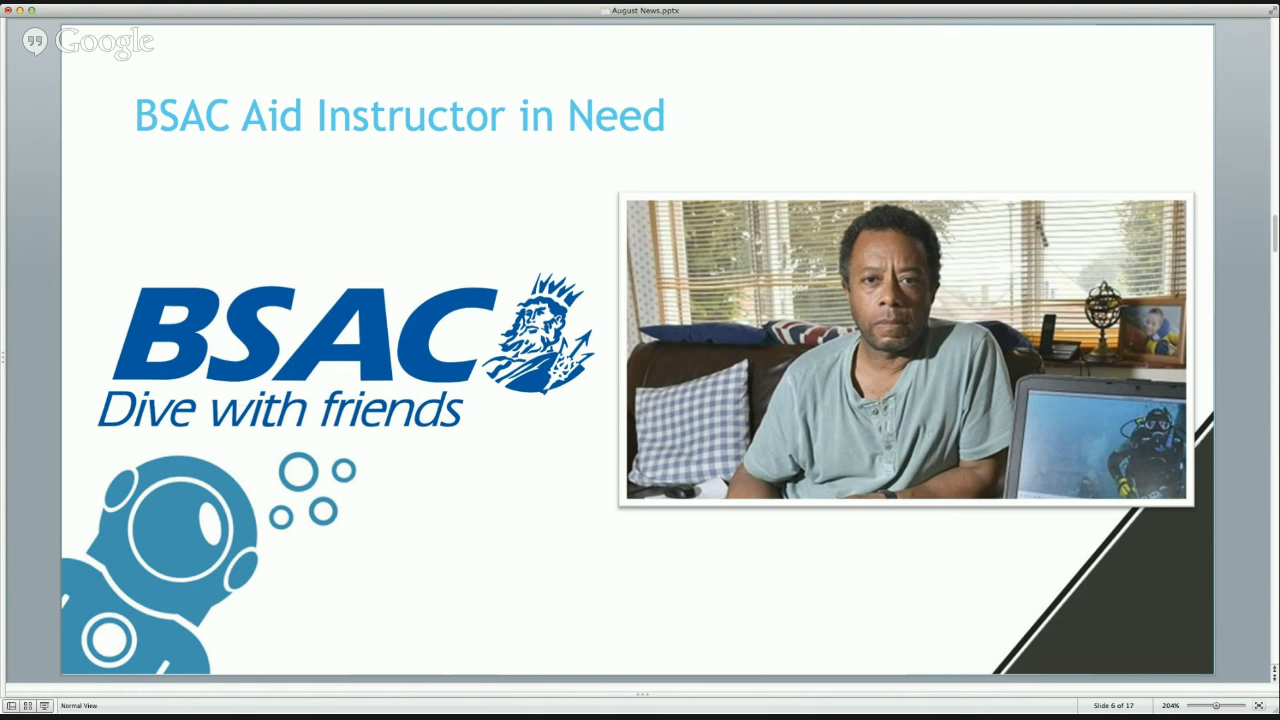 August News.pptx
Google
BSAC Aid Instructor in Need
BSAC
Dive with friends
Normal View
Slide 6 of 17
204%